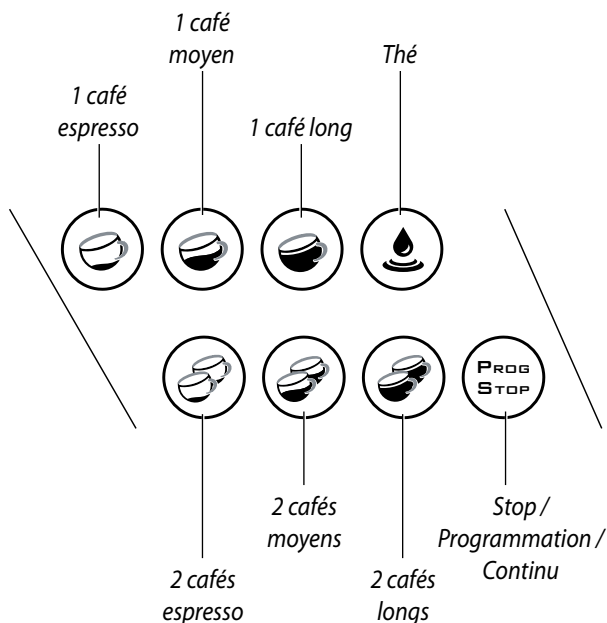 1 café
moyen
Thé
1 café
espresso
1 café long
PROG
STOP
2 cafés
moyens
Stop /
Programmation /
Continu
2 cafés
espresso
2 cafés
longs